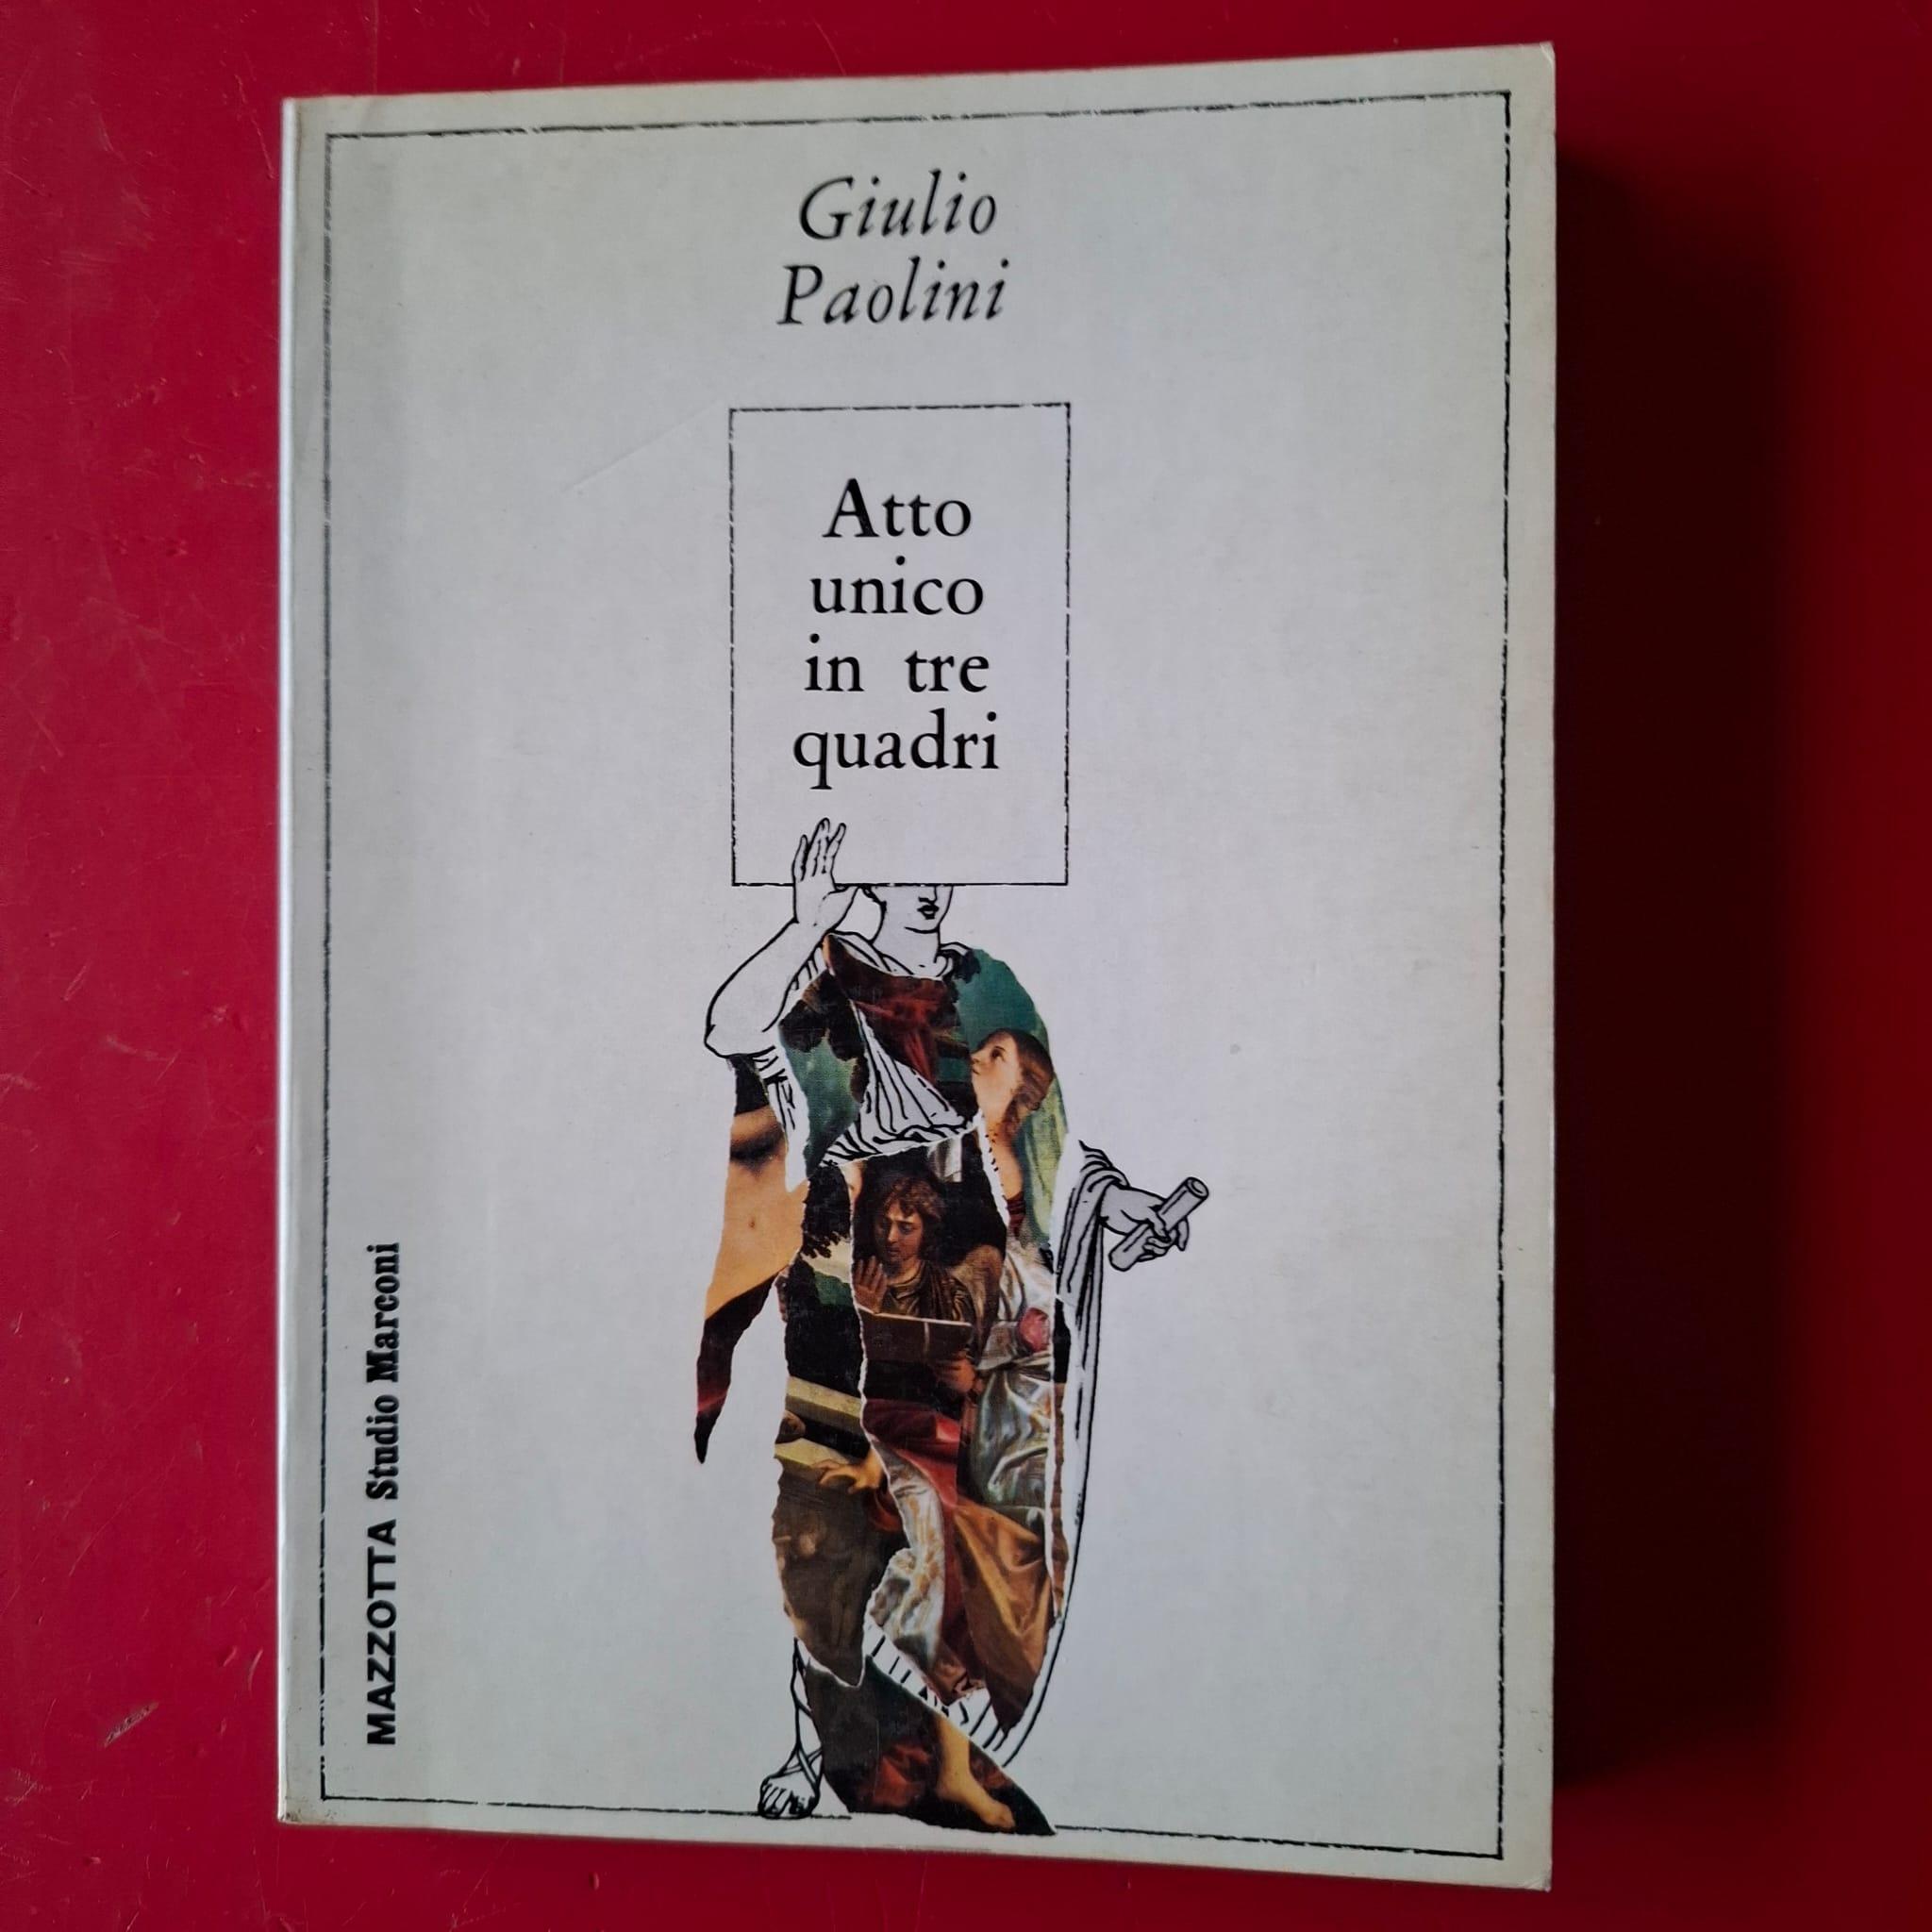 Giulio
Paolini
Atto
unico
in tre
quadri
MAZZOTTA Studio Marconi